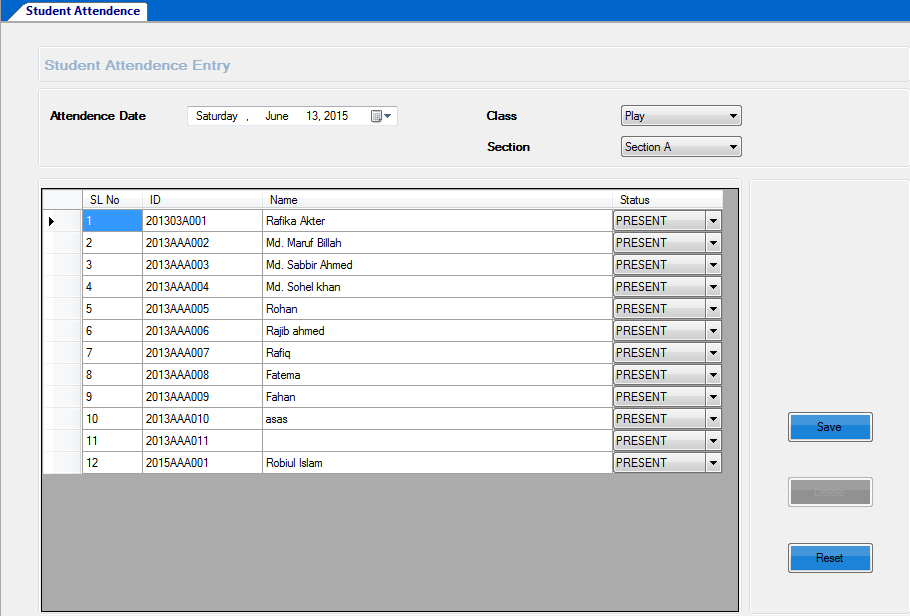 Student Attendence
Student Attendence Entry
Attendence Date Saturday , June 13, 2015 Class Play
Section Section A
SL No ID Name Status
1 201303A001 Rafika Akter PRESENT
2 2013AAA002 Md. Maruf Billah PRESENT
3 2013AAA003 Md. Sabbir Ahmed PRESENT
4 2013AAA004 Md. Sohel khan PRESENT
5 2013AAA005 Rohan PRESENT
6 2013AAA006 Rajib ahmed PRESENT
7 2013AAA007 Rafiq PRESENT
8 2013AAA008 Fatema PRESENT
9 2013AAA009 Fahan PRESENT
10 2013AAA010 asas PRESENT
11 2013AAA011 PRESENT
12 2015AAA001 Robiul Islam PRESENT
Save
Delete
Reset